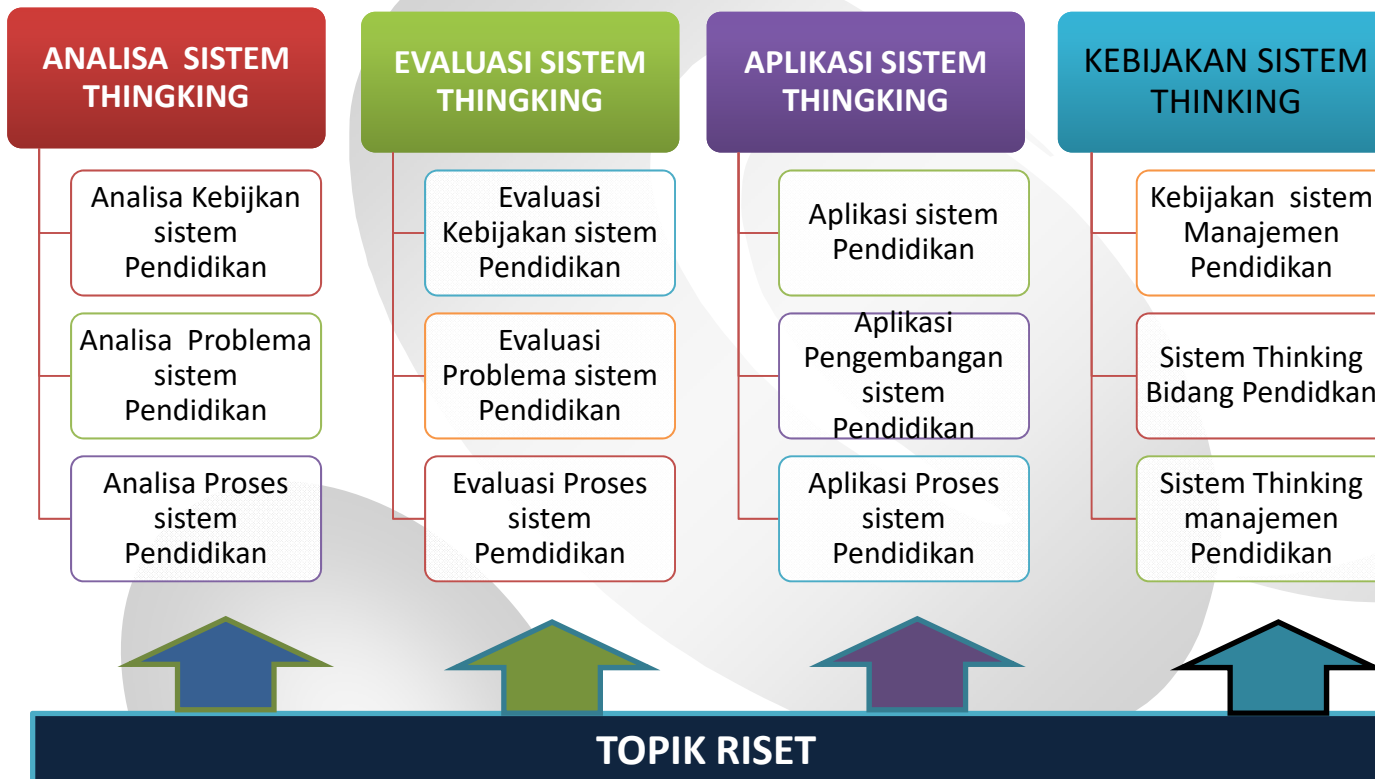 ANALISA SISTEM
THINGKING
Analisa Kebijkan
sistem
Pendidikan
Analisa Problema
sistem
Pendidikan
Analisa Proses
sistem
Pendidikan
EVALUASI SISTEM
THINGKING
Evaluasi
Kebijakan sistem
Pendidikan
Evaluasi
Problema sistem
Pendidikan
Evaluasi Proses
sistem
Pemdidikan
APLIKASI SISTEM
THINGKING
Aplikasi sistem
Pendidikan
Aplikasi
Pengembangan
sistem
Pendidikan
Aplikasi Proses
sistem
Pendidikan
KEBIJAKAN SISTEM
THINKING
Kebijakan sistem
Manajemen
Pendidikan
Sistem Thinking
Bidang Pendidkan
Sistem Thinking
manajemen
Pendidikan
TOPIK RISET